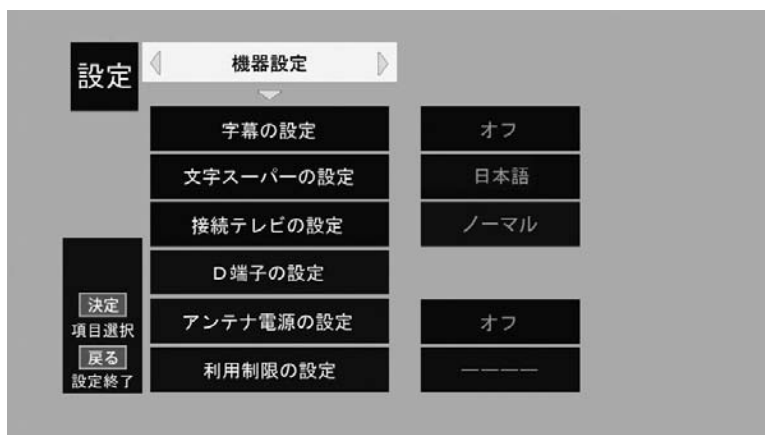 設定
機器設定
字幕の設定 オフ
文字スーパーの設定 日本語
接続テレビの設定 ノーマル
D端子の設定
アンテナ電源の設定 オフ
利用制限の設定 ーーーー
決定
項目選択
戻る
設定終了